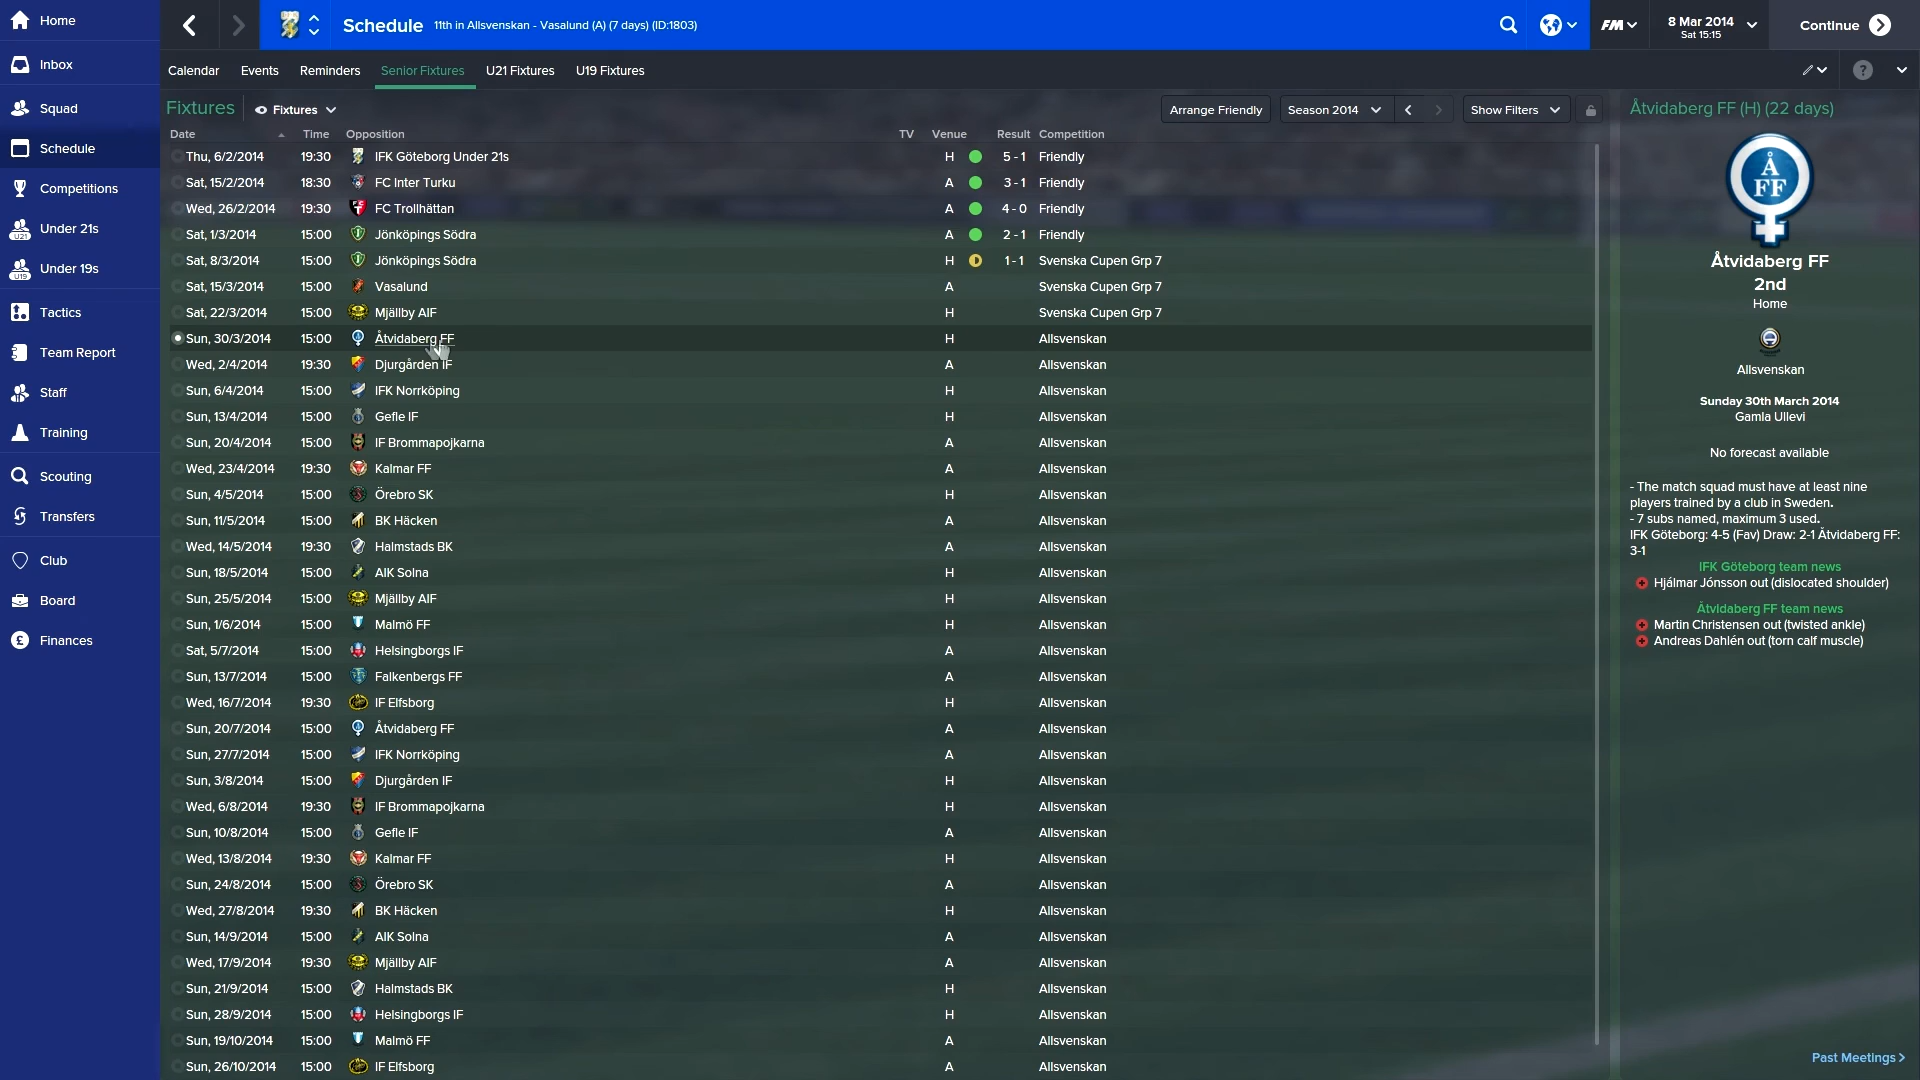 Home
Inbox
Squad
Schedule
Competitions
Under 21s
Under 19s
Tactics
Team Report
Staff
Training
Scouting
Transfers
Club
Board
Finances
Schedule 11th in Allsvenskan - Vasalund (A) (7 days) (ID:1803)
FM
8 Mar 2014
Sat 15:15
Continue
Calendar Events Reminders Senior Fixtures U21 Fixtures U19 Fixtures
Fixtures Fixtures Arrange Friendly Season 2014 Show Filters
Date Time Opposition TV Venue Result Competition
Thu, 6/2/2014 19:30 IFK Göteborg Under 21s H 5 - 1 Friendly
Sat, 15/2/2014 18:30 FC Inter Turku A 3 - 1 Friendly
Wed, 26/2/2014 19:30 FC Trollhättan A 4 - 0 Friendly
Sat, 1/3/2014 15:00 Jönköpings Södra A 2 - 1 Friendly
Sat, 8/3/2014 15:00 Jönköpings Södra H 1 - 1 Svenska Cupen Grp 7
Sat, 15/3/2014 15:00 Vasalund A Svenska Cupen Grp 7
Sat, 22/3/2014 15:00 Mjällby AIF H Svenska Cupen Grp 7
Sun, 30/3/2014 15:00 Åtvidaberg FF H Allsvenskan
Wed, 2/4/2014 19:30 Djurgården IF A Allsvenskan
Sun, 6/4/2014 15:00 IFK Norrköping H Allsvenskan
Sun, 13/4/2014 15:00 Gefle IF H Allsvenskan
Sun, 20/4/2014 15:00 IF Brommapojkarna A Allsvenskan
Wed, 23/4/2014 19:30 Kalmar FF A Allsvenskan
Sun, 4/5/2014 15:00 Örebro SK H Allsvenskan
Sun, 11/5/2014 15:00 BK Häcken A Allsvenskan
Wed, 14/5/2014 19:30 Halmstads BK A Allsvenskan
Sun, 18/5/2014 15:00 AIK Solna H Allsvenskan
Sun, 25/5/2014 15:00 Mjällby AIF H Allsvenskan
Sun, 1/6/2014 15:00 Malmö FF H Allsvenskan
Sat, 5/7/2014 15:00 Helsingborgs IF A Allsvenskan
Sun, 13/7/2014 15:00 Falkenbergs FF A Allsvenskan
Wed, 16/7/2014 19:30 IF Elfsborg H Allsvenskan
Sun, 20/7/2014 15:00 Åtvidaberg FF A Allsvenskan
Sun, 27/7/2014 15:00 IFK Norrköping A Allsvenskan
Sun, 3/8/2014 15:00 Djurgården IF H Allsvenskan
Wed, 6/8/2014 19:30 IF Brommapojkarna H Allsvenskan
Sun, 10/8/2014 15:00 Gefle IF A Allsvenskan
Wed, 13/8/2014 19:30 Kalmar FF H Allsvenskan
Sun, 24/8/2014 15:00 Örebro SK A Allsvenskan
Wed, 27/8/2014 19:30 BK Häcken H Allsvenskan
Sun, 14/9/2014 15:00 AIK Solna A Allsvenskan
Wed, 17/9/2014 19:30 Mjällby AIF A Allsvenskan
Sun, 21/9/2014 15:00 Halmstads BK H Allsvenskan
Sun, 28/9/2014 15:00 Helsingborgs IF H Allsvenskan
Sun, 19/10/2014 15:00 Malmö FF A Allsvenskan
Sun, 26/10/2014 15:00 IF Elfsborg A Allsvenskan
Åtvidaberg FF (H) (22 days)
Å
FF
Åtvidaberg FF
2nd
Home
Allsvenskan
Sunday 30th March 2014
Gamla Ullevi
No forecast available
- The match squad must have at least nine
players trained by a club in Sweden.
- 7 subs named, maximum 3 used.
IFK Göteborg: 4-5 (Fav) Draw: 2-1 Åtvidaberg FF:
3-1
IFK Göteborg team news
Hjálmar Jónsson out (dislocated shoulder)
Åtvidaberg FF team news
Martin Christensen out (twisted ankle)
Andreas Dahlén out (torn calf muscle)
Past Meetings